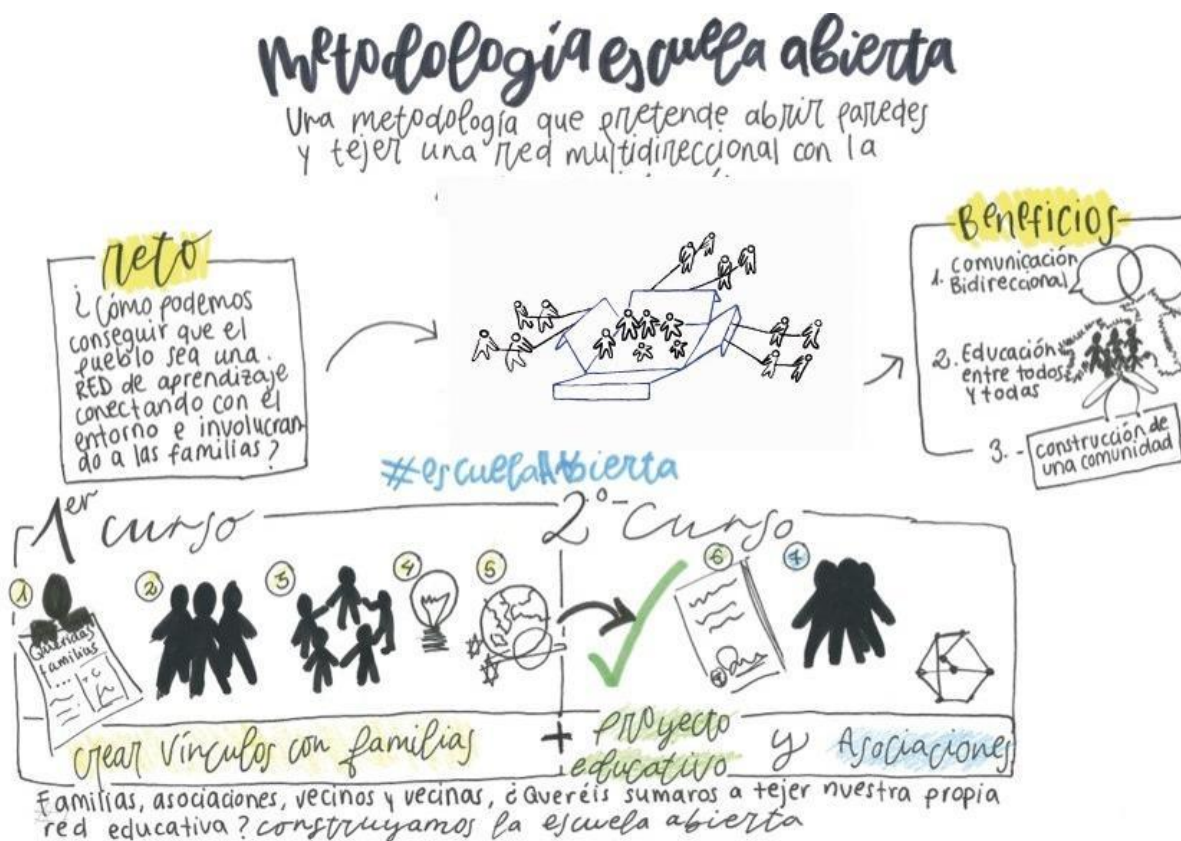 metodología escuela abierta
Una metodología que pretende abrir paredes
y tejer una red multidireccional con la
reto
¿Cómo podemos
conseguir que el
pueblo sea una
RED de aprendizaje
conectando con el
entorno e involucran
do a las familias?
Beneficios
1. comunicación
Bidireccional
2. Educación
entre todos
y todas
3.- construcción de
una comunidad
#escuelaAbierta
1er curso
1
2
3
4
5
Queridas
familias
2º curso
6
7
crear vínculos con familias
+
proyecto
educativo
y Asociaciones
Familias, asociaciones, vecinos y vecinas, ¿Queréis sumaros a tejer nuestra propia
red educativa? construyamos la escuela abierta